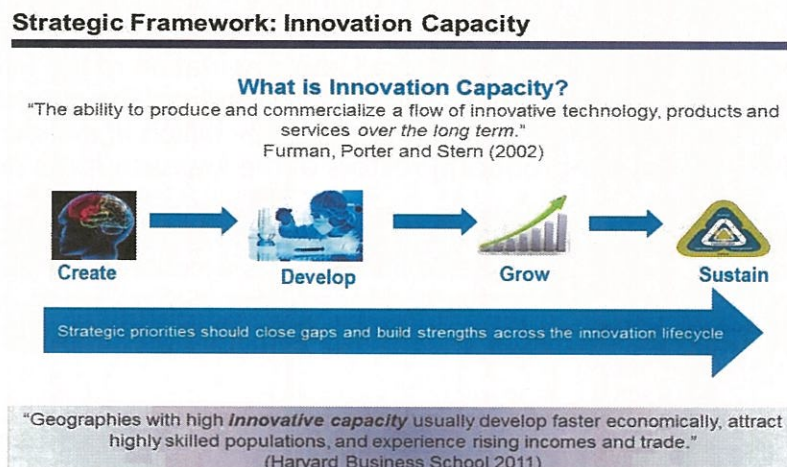 Strategic Framework: Innovation Capacity
What is Innovation Capacity?
"The ability to produce and commercialize a flow of innovative technology, products and
services over the long term."
Furman, Porter and Stern (2002)
Create
Develop
Grow
Sustain
Strategic priorities should close gaps and build strengths across the innovation lifecycle
"Geographies with high innovative capacity usually develop faster economically, attract
highly skilled populations, and experience rising incomes and trade."
(Harvard Business School 2011)